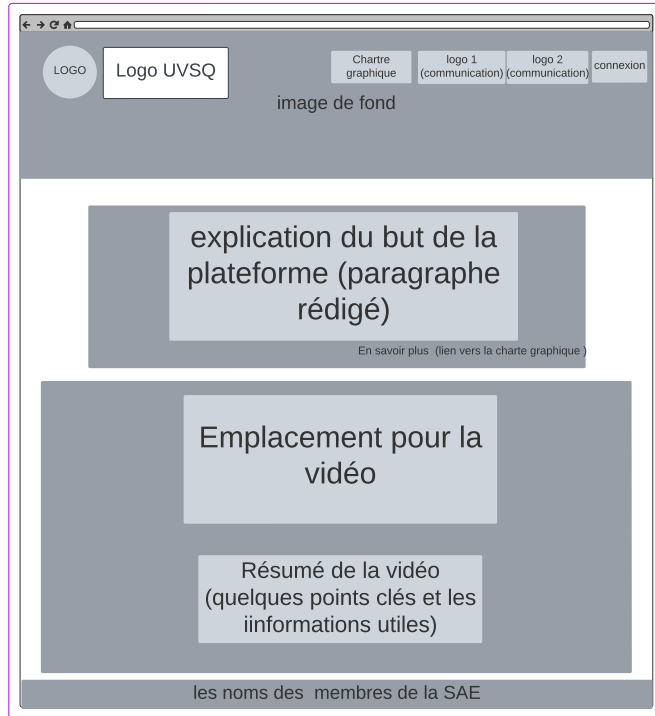 LOGO
Logo UVSQ
Chartre
graphique
logo 1
(communication)
logo 2
(communication)
connexion
image de fond
explication du but de la
plateforme (paragraphe
rédigé)
En savoir plus  (lien vers la charte graphique )
Emplacement pour la
vidéo
Résumé de la vidéo
(quelques points clés et les
iinformations utiles)
les noms des  membres de la SAE